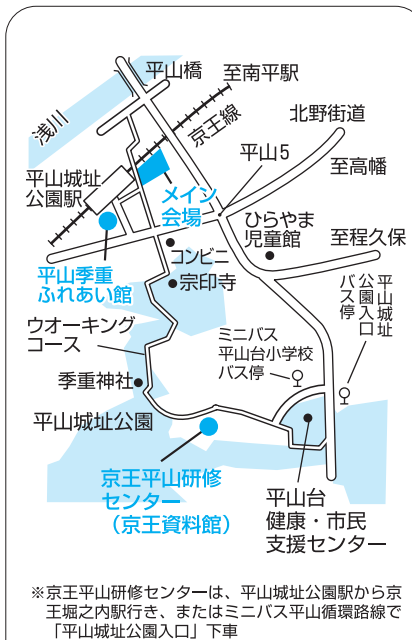 平山橋
至南平駅
浅川
京王線
北野街道
平山5
至高幡
平山城址
公園駅
メイン
会場
ひらやま
児童館
至程久保
コンビニ
平山季重
ふれあい館
宗印寺
ウオーキング
コース
ミニバス
平山台小学校
バス停
平山城址
公園入口
バス停
季重神社
平山城址公園
京王平山研修
センター
（京王資料館）
平山台
健康・市民
支援センター
※京王平山研修センターは、平山城址公園駅から京
王堀之内駅行き、またはミニバス平山循環路線で
「平山城址公園入口」下車